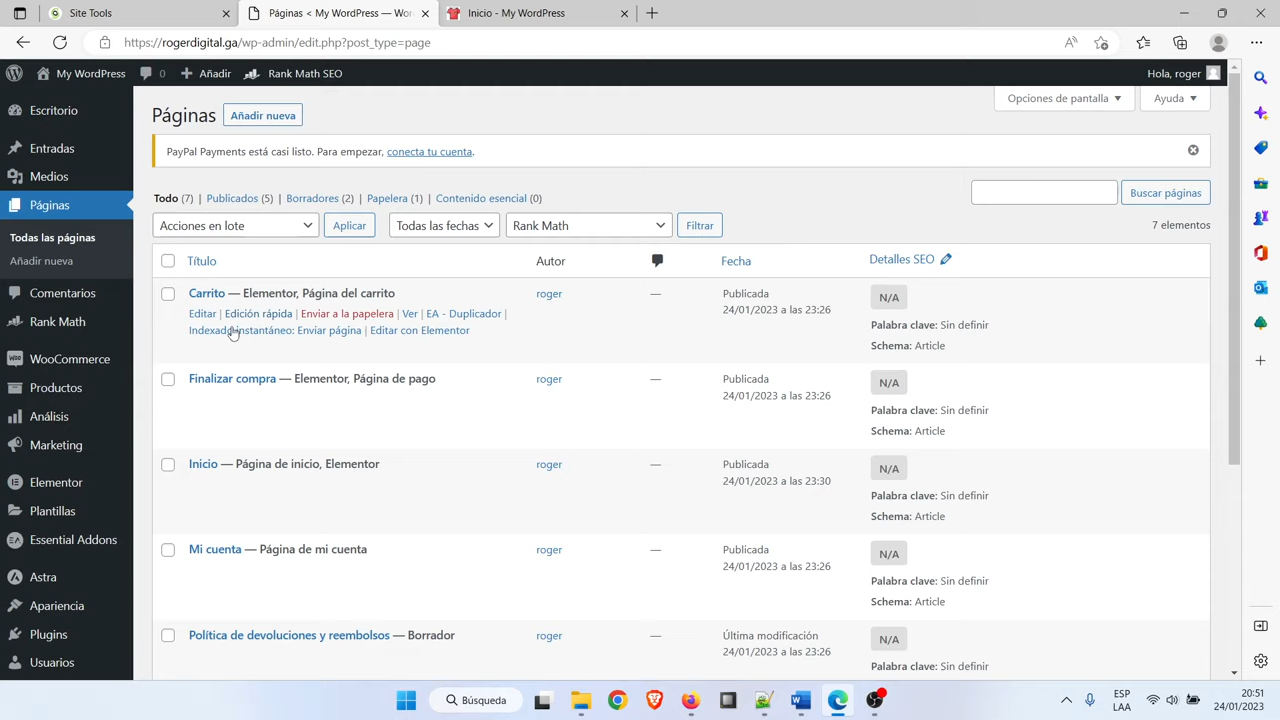 Site Tools
Páginas < My WordPress — Wor
Inicio - My WordPress
https://rogerdigital.ga/wp-admin/edit.php?post_type=page
My WordPress
0
Añadir
Rank Math SEO
Hola, roger
Escritorio
Entradas
Medios
Páginas
Todas las páginas
Añadir nueva
Comentarios
Rank Math
WooCommerce
Productos
Análisis
Marketing
Elementor
Plantillas
Essential Addons
Astra
Apariencia
Plugins
Usuarios
Opciones de pantalla
Ayuda
Páginas
Añadir nueva
PayPal Payments está casi listo. Para empezar, conecta tu cuenta.
Todo (7) | Publicados (5) | Borradores (2) | Papelera (1) | Contenido esencial (0)
Buscar páginas
Acciones en lote
Aplicar
Todas las fechas
Rank Math
Filtrar
7 elementos
Título
Autor
Fecha
Detalles SEO
Carrito — Elementor, Página del carrito
Editar | Edición rápida | Enviar a la papelera | Ver | EA - Duplicador |
Indexado instantáneo: Enviar página | Editar con Elementor
roger
—
Publicada
24/01/2023 a las 23:26
N/A
Palabra clave: Sin definir
Schema: Article
Finalizar compra — Elementor, Página de pago
roger
—
Publicada
24/01/2023 a las 23:26
N/A
Palabra clave: Sin definir
Schema: Article
Inicio — Página de inicio, Elementor
roger
—
Publicada
24/01/2023 a las 23:30
N/A
Palabra clave: Sin definir
Schema: Article
Mi cuenta — Página de mi cuenta
roger
—
Publicada
24/01/2023 a las 23:26
N/A
Palabra clave: Sin definir
Schema: Article
Política de devoluciones y reembolsos — Borrador
roger
—
Última modificación
24/01/2023 a las 23:26
N/A
Palabra clave: Sin definir
Búsqueda
ESP
LAA
20:51
24/01/2023